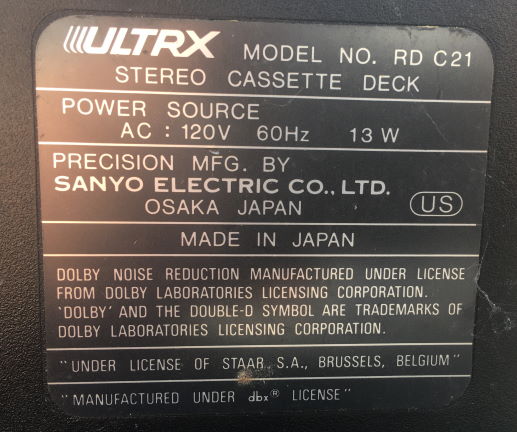 ULTRX MODEL NO. RD C21
STEREO CASSETTE DECK
POWER SOURCE
AC : 120V 60Hz 13 W
PRECISION MFG. BY
SANYO ELECTRIC CO., LTD.
OSAKA JAPAN US
MADE IN JAPAN
DOLBY NOISE REDUCTION MANUFACTURED UNDER LICENSE
FROM DOLBY LABORATORIES LICENSING CORPORATION.
'DOLBY' AND THE DOUBLE-D SYMBOL ARE TRADEMARKS OF
DOLBY LABORATORIES LICENSING CORPORATION.
"UNDER LICENSE OF STAAR, S.A., BRUSSELS, BELGIUM"
"MANUFACTURED UNDER dbx® LICENSE"